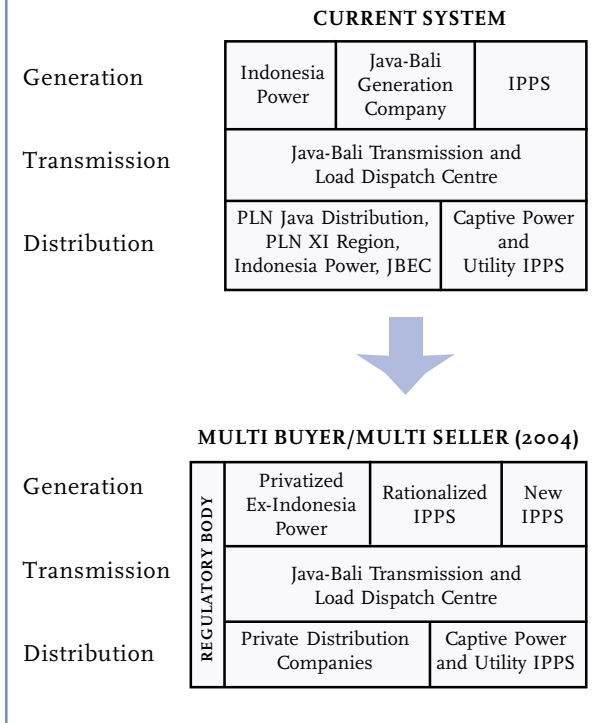 CURRENT SYSTEM
Generation
Indonesia
Power
Java-Bali
Generation
Company
IPPS
Transmission
Java-Bali Transmission and
Load Dispatch Centre
Distribution
PLN Java Distribution,
PLN XI Region,
Indonesia Power, JBEC
Captive Power
and
Utility IPPS
MULTI BUYER/MULTI SELLER (2004)
REGULATORY BODY
Generation
Privatized
Ex-Indonesia
Power
Rationalized
IPPS
New
IPPS
Transmission
Java-Bali Transmission and
Load Dispatch Centre
Distribution
Private Distribution
Companies
Captive Power
and Utility IPPS